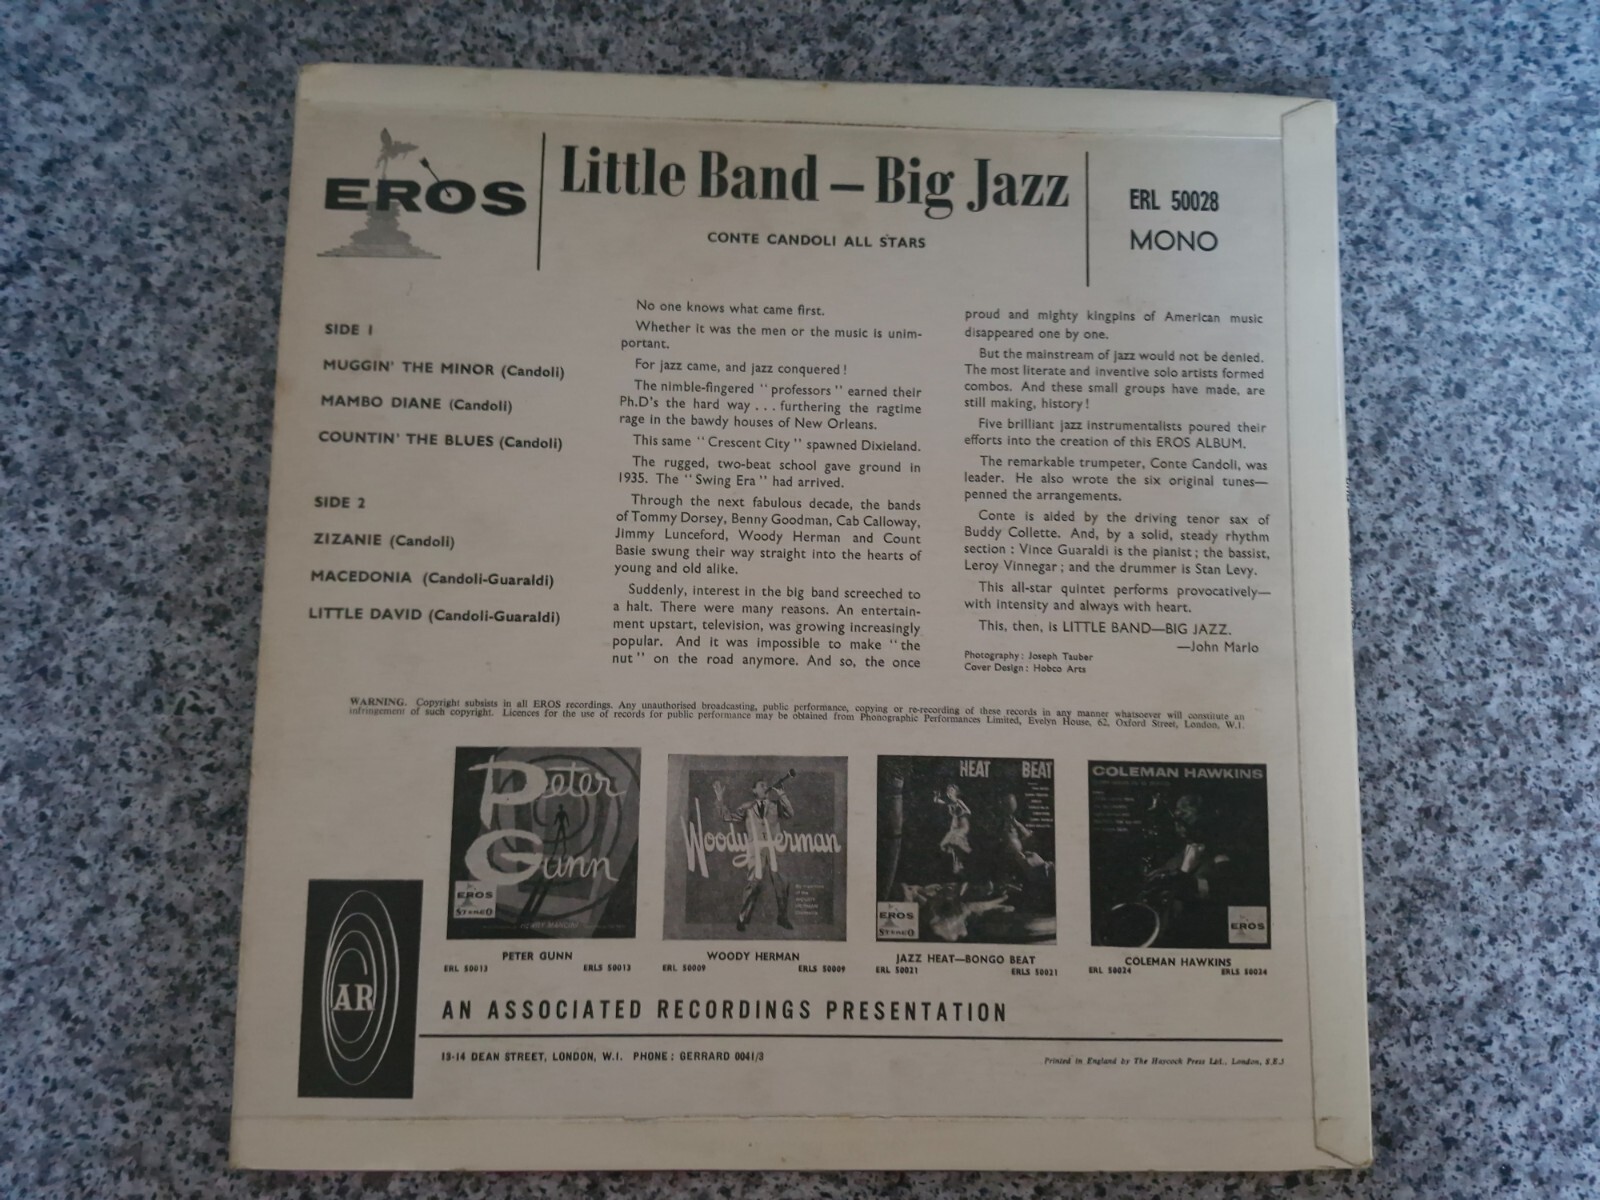 EROS
Little Band – Big Jazz
CONTE CANDOLI ALL STARS
ERL 50028
MONO
SIDE 1
MUGGIN' THE MINOR (Candoli)
MAMBO DIANE (Candoli)
COUNTIN' THE BLUES (Candoli)
SIDE 2
ZIZANIE (Candoli)
MACEDONIA (Candoli-Guaraldi)
LITTLE DAVID (Candoli-Guaraldi)
No one knows what came first.
Whether it was the men or the music is unim-
portant.
For jazz came, and jazz conquered!
The nimble-fingered "professors" earned their
Ph.D's the hard way . . . furthering the ragtime
rage in the bawdy houses of New Orleans.
This same "Crescent City" spawned Dixieland.
The rugged, two-beat school gave ground in
1935. The "Swing Era" had arrived.
Through the next fabulous decade, the bands
of Tommy Dorsey, Benny Goodman, Cab Calloway,
Jimmy Lunceford, Woody Herman and Count
Basie swung their way straight into the hearts of
young and old alike.
Suddenly, interest in the big band screeched to
a halt. There were many reasons. An entertain-
ment upstart, television, was growing increasingly
popular. And it was impossible to make "the
nut" on the road anymore. And so, the once
proud and mighty kingpins of American music
disappeared one by one.
But the mainstream of jazz would not be denied.
The most literate and inventive solo artists formed
combos. And these small groups have made, are
still making, history!
Five brilliant jazz instrumentalists poured their
efforts into the creation of this EROS ALBUM.
The remarkable trumpeter, Conte Candoli, was
leader. He also wrote the six original tunes—
penned the arrangements.
Conte is aided by the driving tenor sax of
Buddy Collette. And, by a solid, steady rhythm
section: Vince Guaraldi is the pianist; the bassist,
Leroy Vinnegar; and the drummer is Stan Levy.
This all-star quintet performs provocatively—
with intensity and always with heart.
This, then, is LITTLE BAND—BIG JAZZ.
—John Marlo
Photography: Joseph Tauber
Cover Design: Hobco Arts
WARNING. Copyright subsists in all EROS recordings. Any unauthorised broadcasting, public performance, copying or re-recording of these records in any manner whatsoever will constitute an
infringement of such copyright. Licences for the use of records for public performance may be obtained from Phonographic Performances Limited, Evelyn House, 62, Oxford Street, London, W.1.
Peter
Gunn
EROS
STEREO
HENRY MANCINI
Woody Herman
HEAT BEAT
EROS
STEREO
COLEMAN HAWKINS
EROS
PETER GUNN
ERL 50013 ERLS 50013
WOODY HERMAN
ERL 50009 ERLS 50009
JAZZ HEAT—BONGO BEAT
ERL 50021 ERLS 50021
COLEMAN HAWKINS
ERL 50024 ERLS 50024
AR
AN ASSOCIATED RECORDINGS PRESENTATION
13-14 DEAN STREET, LONDON, W.1. PHONE: GERRARD 0041/3
Printed in England by The Haycock Press Ltd., London, S.E.5